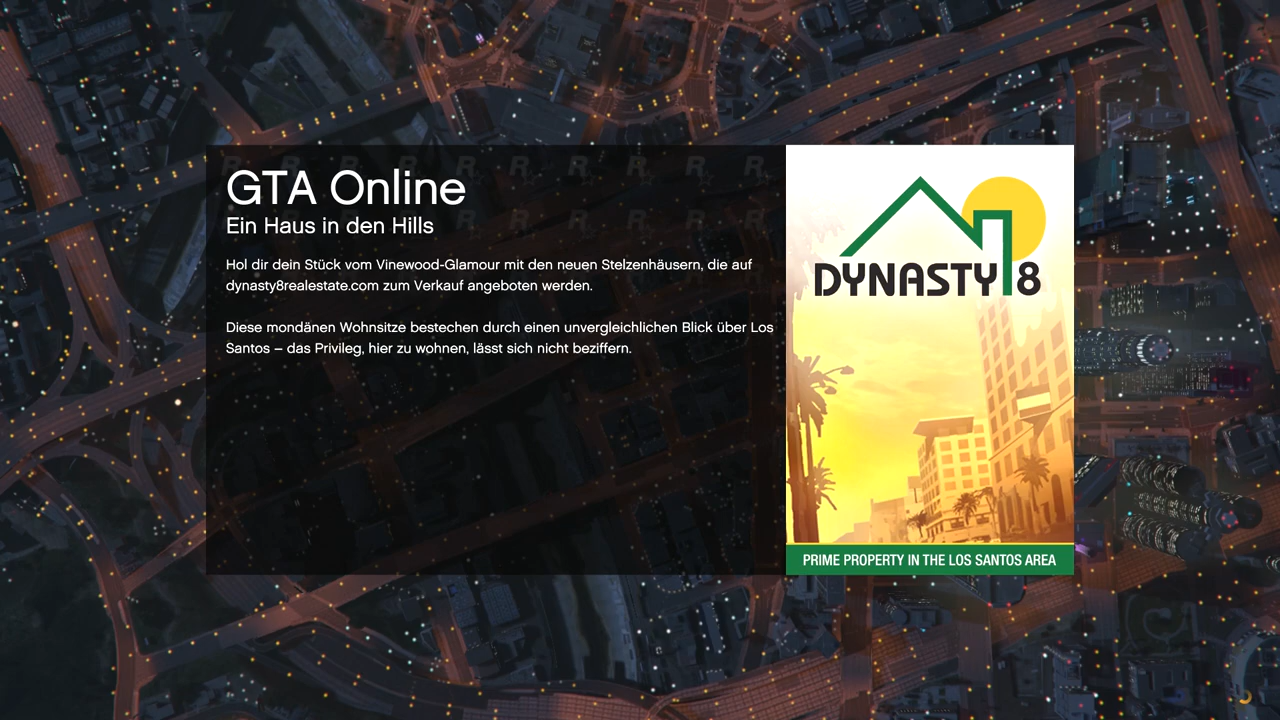 GTA Online
Ein Haus in den Hills
Hol dir dein Stück vom Vinewood-Glamour mit den neuen Stelzenhäusern, die auf
dynasty8realestate.com zum Verkauf angeboten werden.
Diese mondänen Wohnsitze bestechen durch einen unvergleichlichen Blick über Los
Santos – das Privileg, hier zu wohnen, lässt sich nicht beziffern.
DYNASTY 8
PRIME PROPERTY IN THE LOS SANTOS AREA